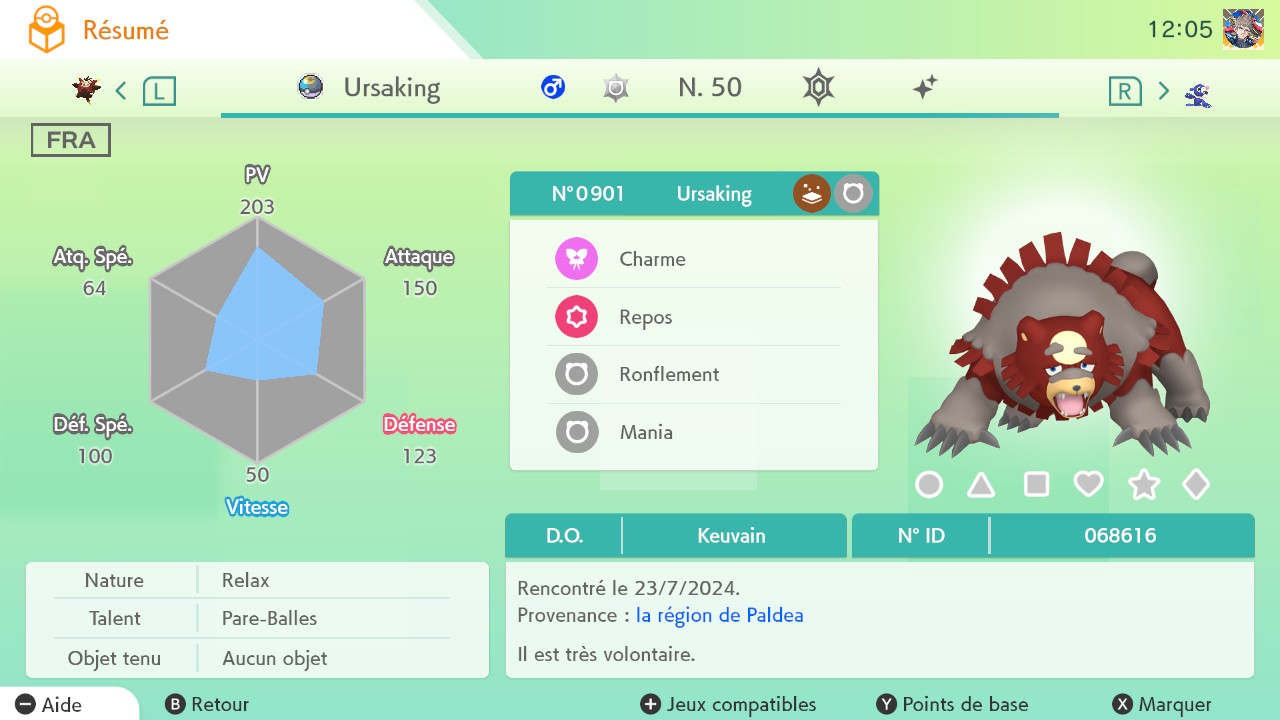 Résumé
12:05
L
Ursaking
N. 50
R
FRA
PV
203
Atq. Spé.
64
Attaque
150
Déf. Spé.
100
Défense
123
50
Vitesse
N°0901 Ursaking
Charme
Repos
Ronflement
Mania
D.O. Keuvain N° ID 068616
Rencontré le 23/7/2024.
Provenance : la région de Paldea
Il est très volontaire.
Nature Relax
Talent Pare-Balles
Objet tenu Aucun objet
Aide B Retour Jeux compatibles Y Points de base X Marquer